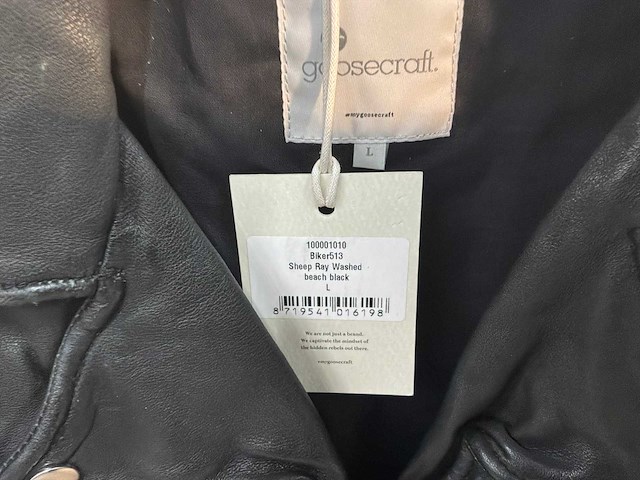 goosecraft.
#mygoosecraft
L
100001010
Biker513
Sheep Ray Washed
beach black
L
8 719541 016198
We are not just a brand.
We captivate the mindset of
the hidden rebels out there.
#mygoosecraft